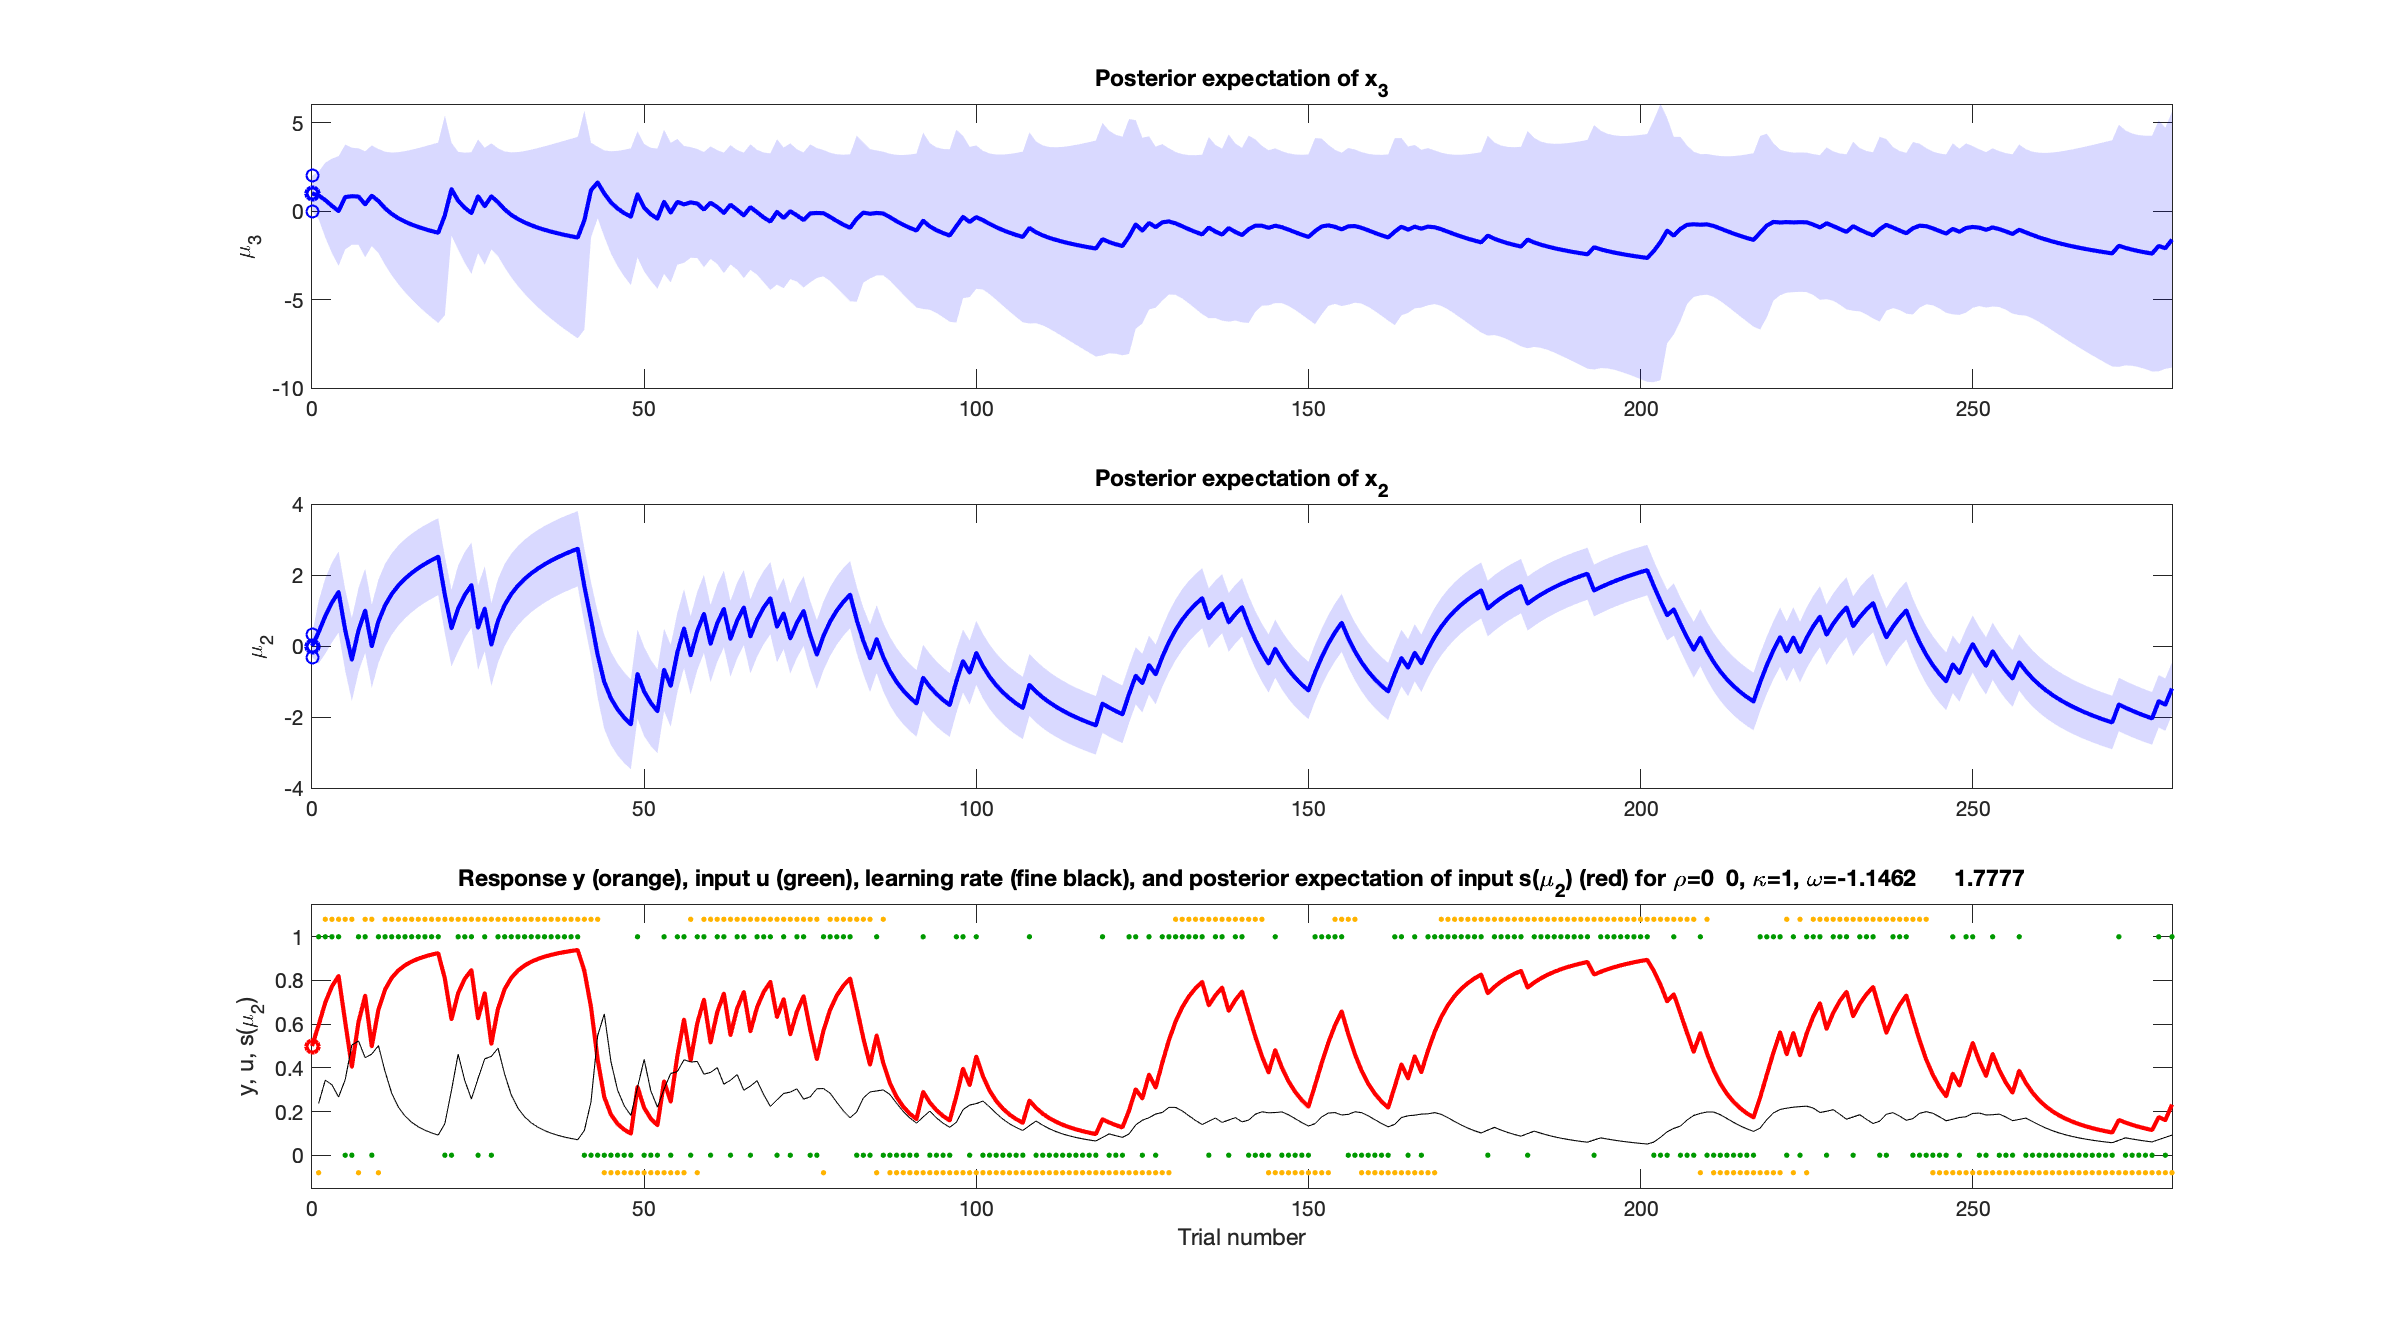 Posterior expectation of x3
5
0
-5
-10
μ3
0 50 100 150 200 250
Posterior expectation of x2
4
2
0
-2
-4
μ2
0 50 100 150 200 250
Response y (orange), input u (green), learning rate (fine black), and posterior expectation of input s(μ2) (red) for ρ=0 0, κ=1, ω=-1.1462 1.7777
1
0.8
0.6
0.4
0.2
0
y, u, s(μ2)
0 50 100 150 200 250
Trial number